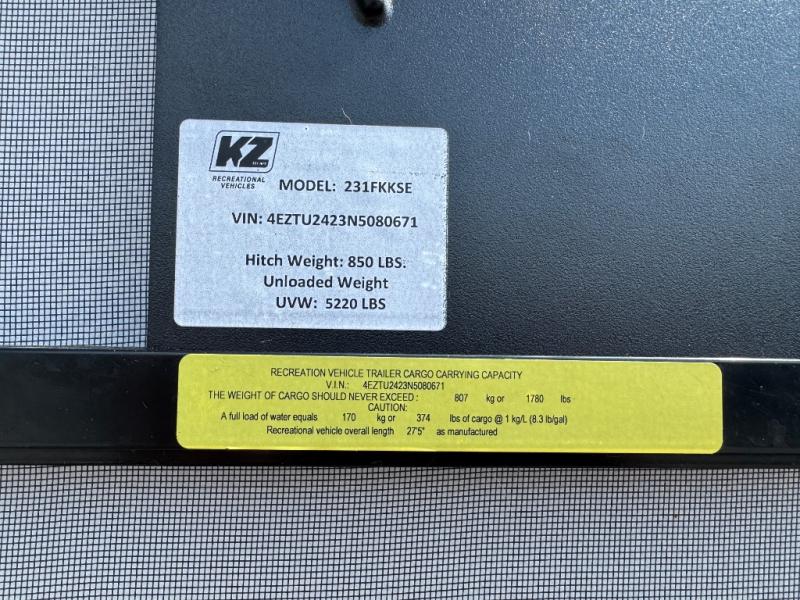 KZ
RECREATIONAL
VEHICLES
MODEL: 231FKKSE
VIN: 4EZTU2423N5080671
Hitch Weight: 850 LBS.
Unloaded Weight
UVW: 5220 LBS
RECREATION VEHICLE TRAILER CARGO CARRYING CAPACITY
V.I.N.: 4EZTU2423N5080671
THE WEIGHT OF CARGO SHOULD NEVER EXCEED: 807 kg or 1780 lbs
CAUTION:
A full load of water equals 170 kg or 374 lbs of cargo @ 1 kg/L (8.3 lb/gal)
Recreational vehicle overall length 27'5" as manufactured